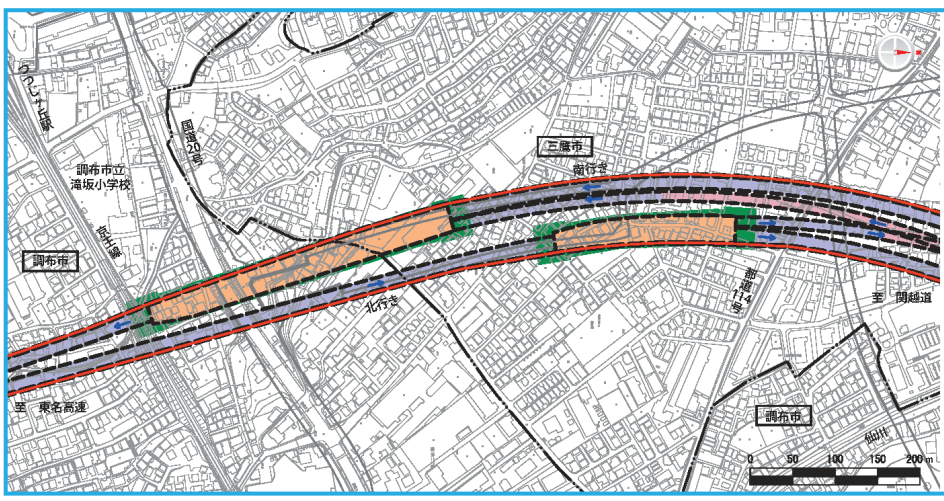 つつじヶ丘駅
国道20号
三鷹市
南行き
調布市立
滝坂小学校
京王線
調布市
北行き
都道114号
至 関越道
至 東名高速
調布市
仙川
0 50 100 150 200 m